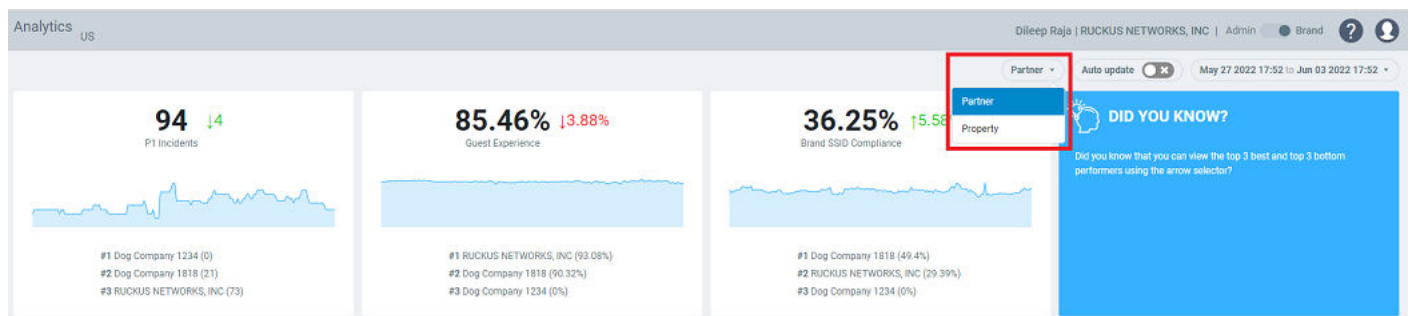 Analytics US
Dileep Raja | RUCKUS NETWORKS, INC | Admin Brand ?
Partner Auto update May 27 2022 17:52 to Jun 03 2022 17:52
Partner
Property
94 ↓4
P1 Incidents
#1 Dog Company 1234 (0)
#2 Dog Company 1818 (21)
#3 RUCKUS NETWORKS, INC (73)
85.46% ↓3.88%
Guest Experience
#1 RUCKUS NETWORKS, INC (93.08%)
#2 Dog Company 1818 (90.32%)
#3 Dog Company 1234 (0%)
36.25% ↑5.58
Brand SSID Compliance
#1 Dog Company 1818 (49.4%)
#2 RUCKUS NETWORKS, INC (29.39%)
#3 Dog Company 1234 (0%)
DID YOU KNOW?
Did you know that you can view the top 3 best and top 3 bottom
performers using the arrow selector?